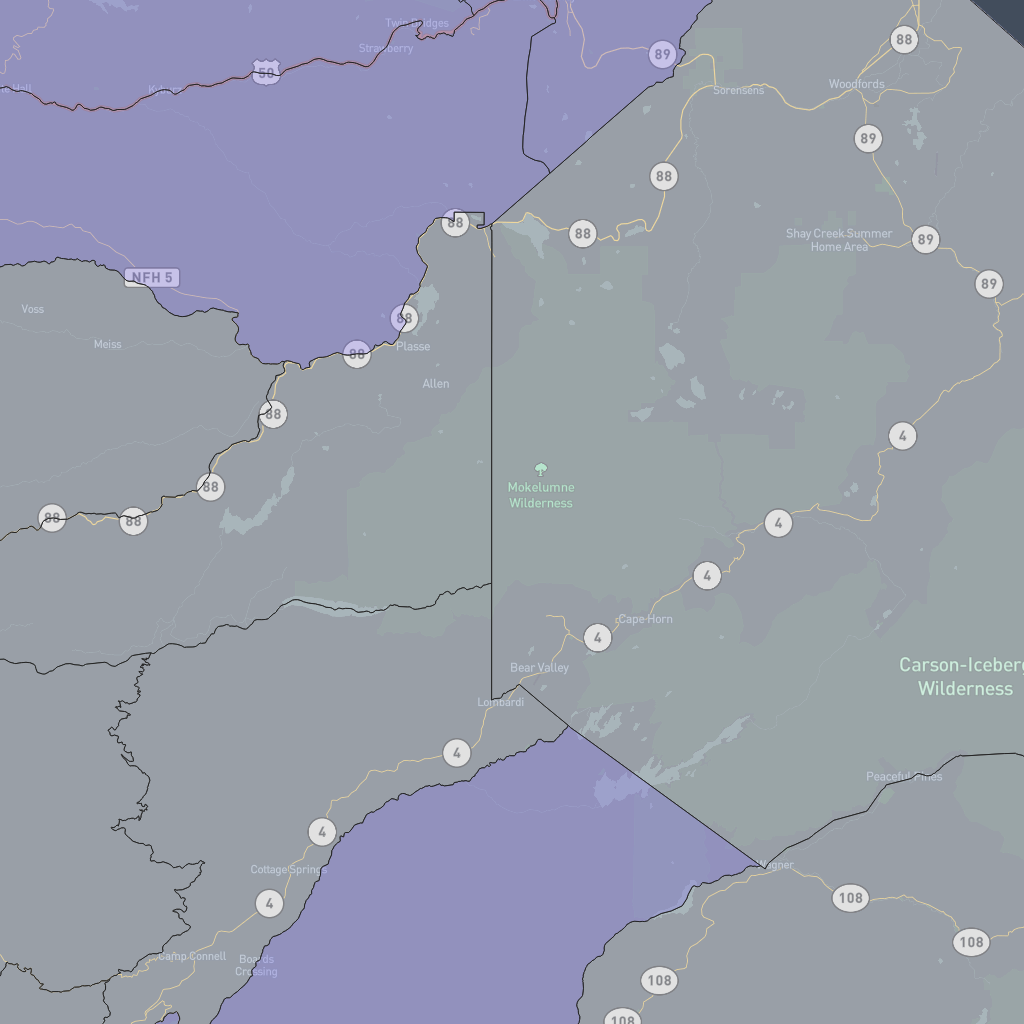 Twin Bridges
Strawberry
88
89
50
Kyburz
Sorensens
Woodfords
89
88
88
88
Shay Creek Summer
Home Area
89
NFH 5
89
Voss
88
Meiss
Plasse
88
Allen
88
4
Mokelumne
Wilderness
88
88
88
4
4
Cape Horn
4
Bear Valley
Carson-Iceberg
Wilderness
Lombardi
4
Peaceful Pines
4
Cottage Springs
Wagner
108
4
108
Camp Connell
Boards
Crossing
108
108